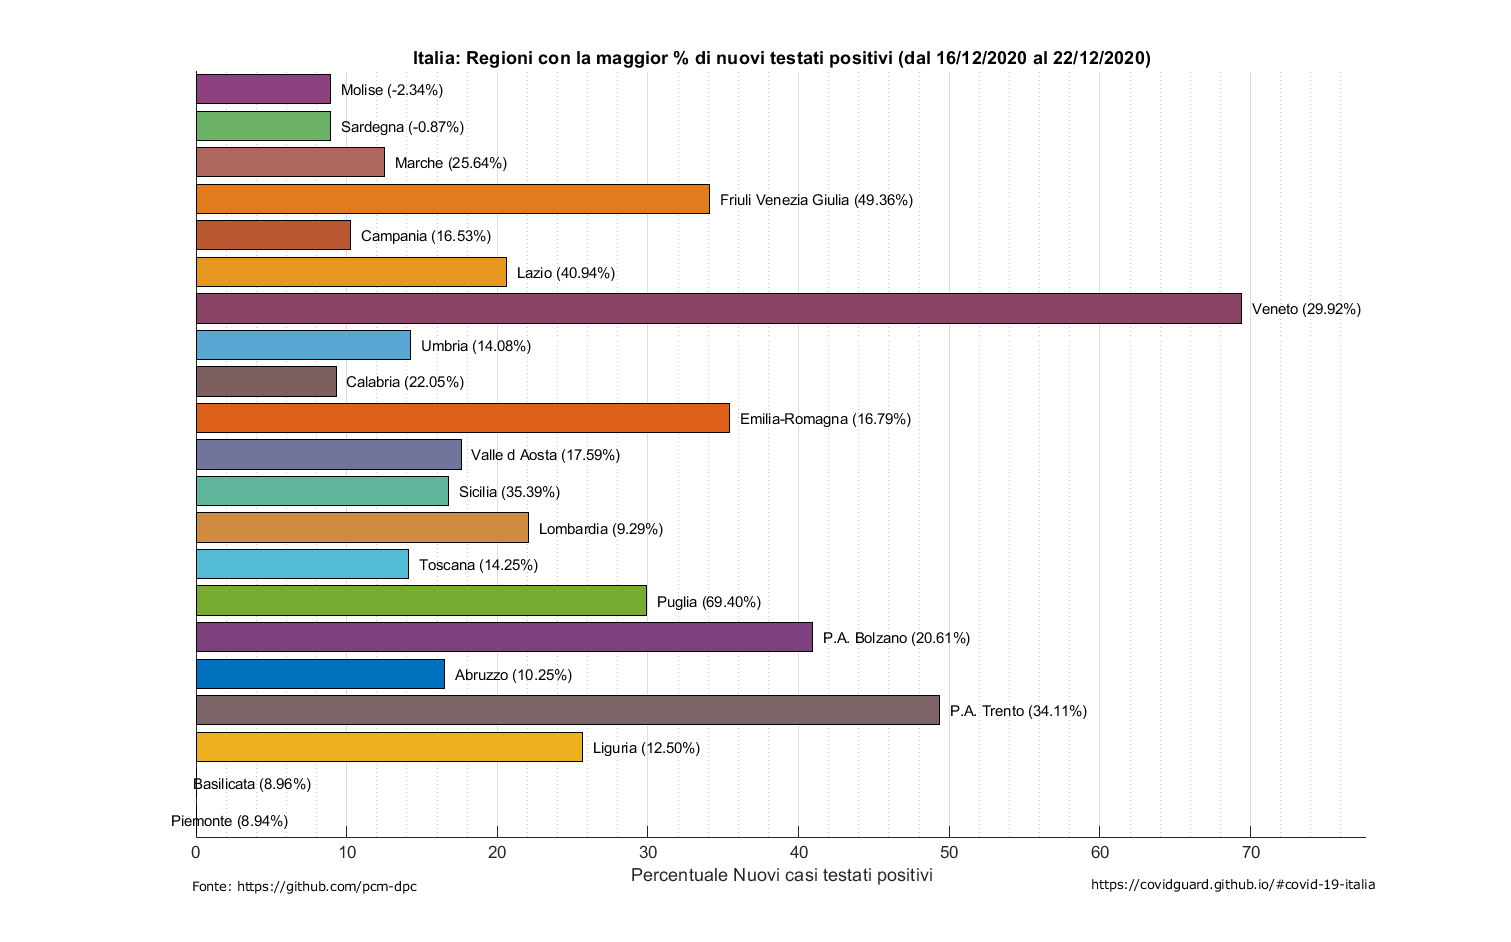 Italia: Regioni con la maggior % di nuovi testati positivi (dal 16/12/2020 al 22/12/2020)
Molise (-2.34%)
Sardegna (-0.87%)
Marche (25.64%)
Friuli Venezia Giulia (49.36%)
Campania (16.53%)
Lazio (40.94%)
Veneto (29.92%)
Umbria (14.08%)
Calabria (22.05%)
Emilia-Romagna (16.79%)
Valle d Aosta (17.59%)
Sicilia (35.39%)
Lombardia (9.29%)
Toscana (14.25%)
Puglia (69.40%)
P.A. Bolzano (20.61%)
Abruzzo (10.25%)
P.A. Trento (34.11%)
Liguria (12.50%)
Basilicata (8.96%)
Piemonte (8.94%)
0 10 20 30 40 50 60 70
Percentuale Nuovi casi testati positivi
Fonte: https://github.com/pcm-dpc
https://covidguard.github.io/#covid-19-italia